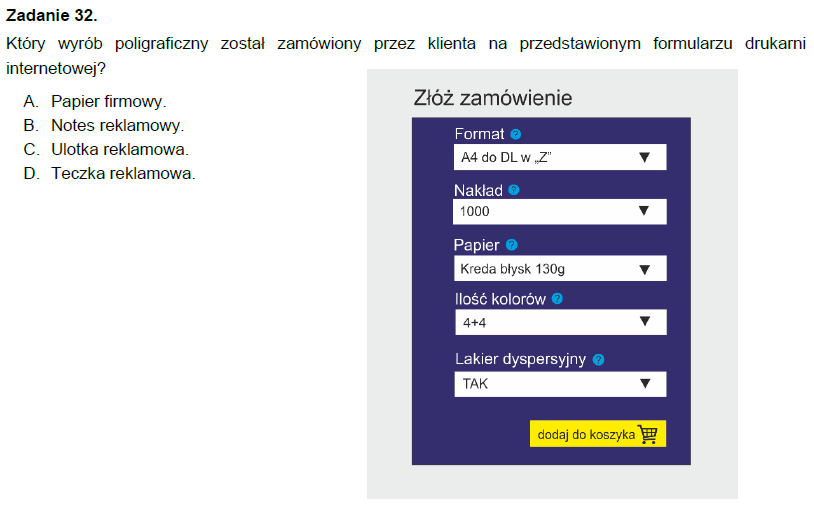 Zadanie 32.
Który wyrób poligraficzny został zamówiony przez klienta na przedstawionym formularzu drukarni
internetowej?
A. Papier firmowy.
B. Notes reklamowy.
C. Ulotka reklamowa.
D. Teczka reklamowa.
Złóż zamówienie
Format ?
A4 do DL w „Z”
Nakład ?
1000
Papier ?
Kreda błysk 130g
Ilość kolorów ?
4+4
Lakier dyspersyjny ?
TAK
dodaj do koszyka